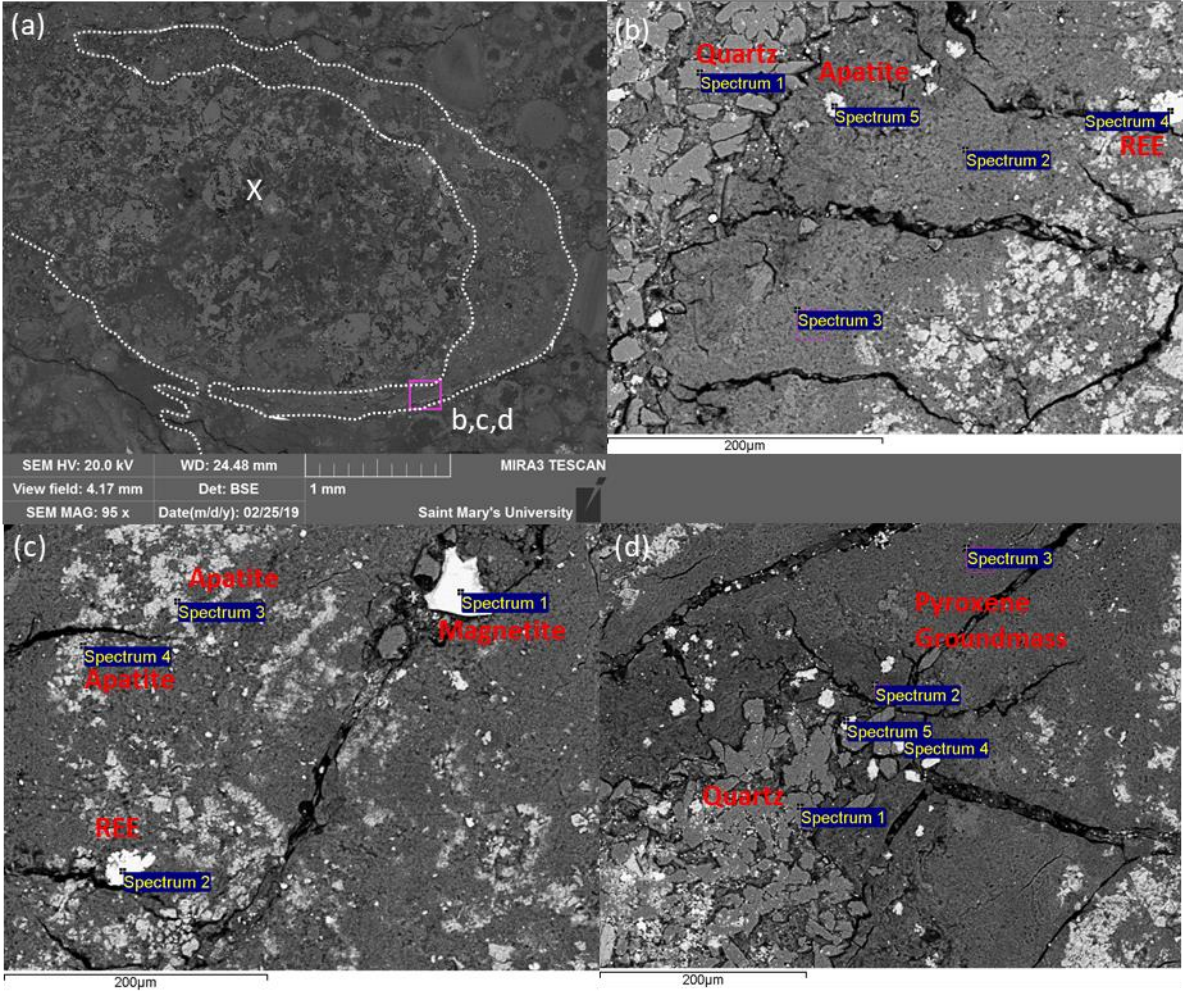 (a)
X
b,c,d
SEM HV: 20.0 kV
WD: 24.48 mm
MIRA3 TESCAN
View field: 4.17 mm
Det: BSE
1 mm
SEM MAG: 95 x
Date(m/d/y): 02/25/19
Saint Mary's University
(b)
Quartz
Spectrum 1
Apatite
Spectrum 5
Spectrum 4
REE
Spectrum 2
Spectrum 3
200µm
(c)
Apatite
Spectrum 3
Spectrum 1
Magnetite
Spectrum 4
Apatite
REE
Spectrum 2
200µm
(d)
Spectrum 3
Pyroxene
Groundmass
Spectrum 2
Spectrum 5
Spectrum 4
Quartz
Spectrum 1
200µm